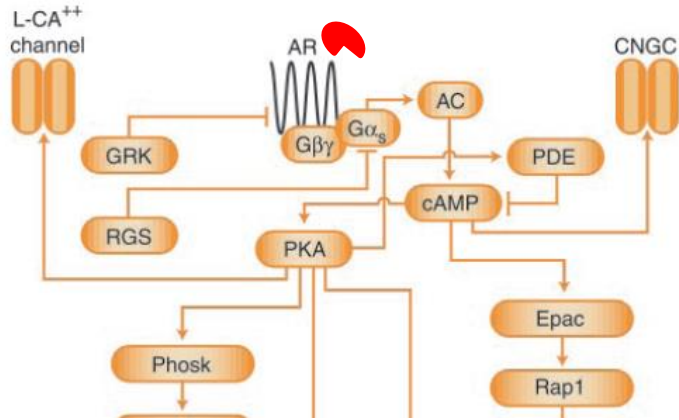 L-CA++
channel
AR
CNGC
AC
Gαs
Gβγ
GRK
PDE
cAMP
RGS
PKA
Epac
Phosk
Rap1